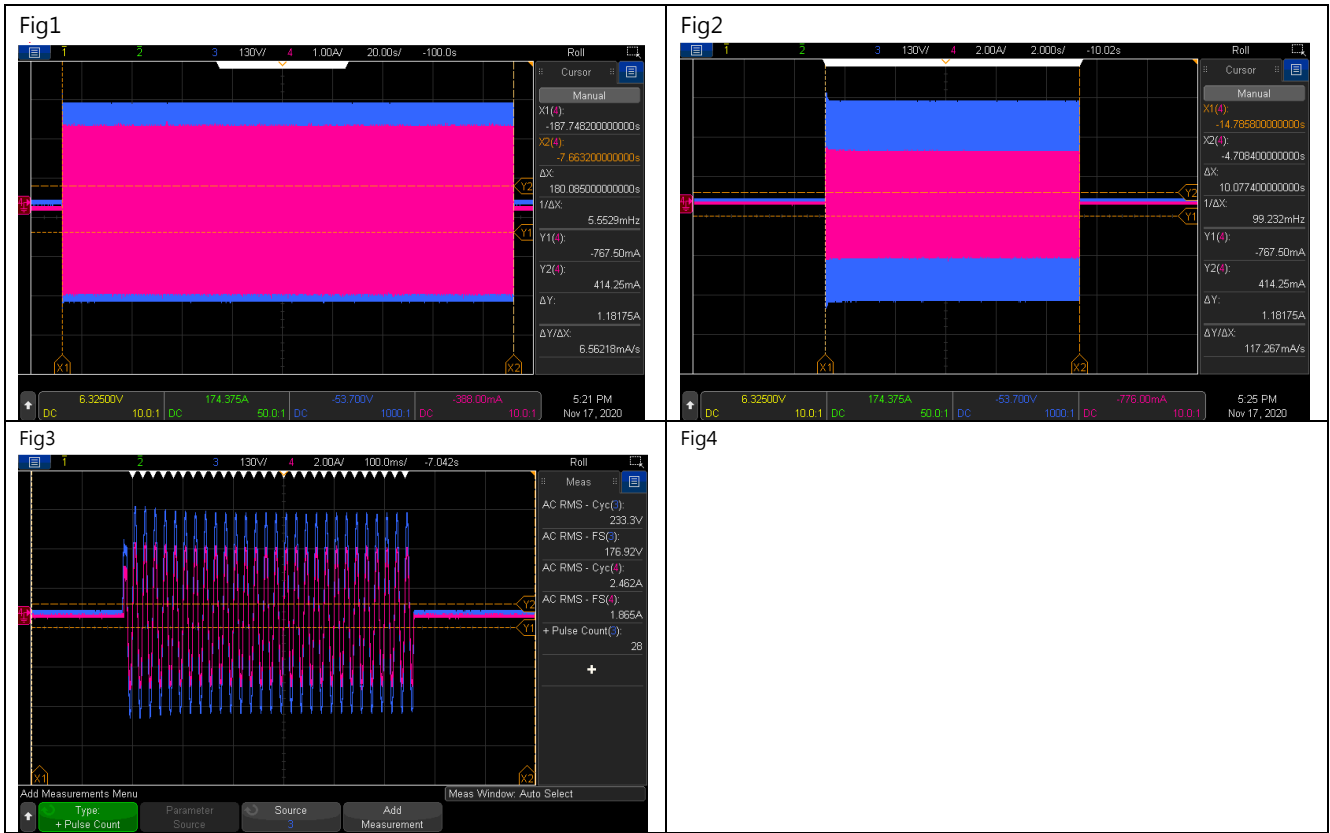 Fig1
1 2 3 130V/ 4 1.00A/ 20.00s/ -100.0s Roll
Cursor
Manual
X1(4):
-187.748200000000s
X2(4):
-7.663200000000s
ΔX:
180.085000000000s
1/ΔX:
5.5529mHz
Y1(4):
-767.50mA
Y2(4):
414.25mA
ΔY:
1.18175A
ΔY/ΔX:
6.56218mA/s
Y2
Y1
X1 X2
6.32500V 174.375A -53.700V -388.00mA
DC 10.0:1 DC 50.0:1 DC 1000:1 DC 10.0:1
5:21 PM
Nov 17, 2020
Fig2
1 2 3 130V/ 4 2.00A/ 2.000s/ -10.02s Roll
Cursor
Manual
X1(4):
-14.785800000000s
X2(4):
-4.708400000000s
ΔX:
10.077400000000s
1/ΔX:
99.232mHz
Y1(4):
-767.50mA
Y2(4):
414.25mA
ΔY:
1.18175A
ΔY/ΔX:
117.267mA/s
Y2
Y1
X1 X2
6.32500V 174.375A -53.700V -776.00mA
DC 10.0:1 DC 50.0:1 DC 1000:1 DC 10.0:1
5:25 PM
Nov 17, 2020
Fig3
1 2 3 130V/ 4 2.00A/ 100.0ms/ -7.042s Roll
Meas
AC RMS - Cyc(3):
233.3V
AC RMS - FS(3):
176.92V
AC RMS - Cyc(4):
2.462A
AC RMS - FS(4):
1.865A
+ Pulse Count(3):
28
Y2
Y1
X1 X2
Add Measurements Menu Meas Window: Auto Select
Type:
+ Pulse Count
Parameter
Source
Source
3
Add
Measurement
Fig4